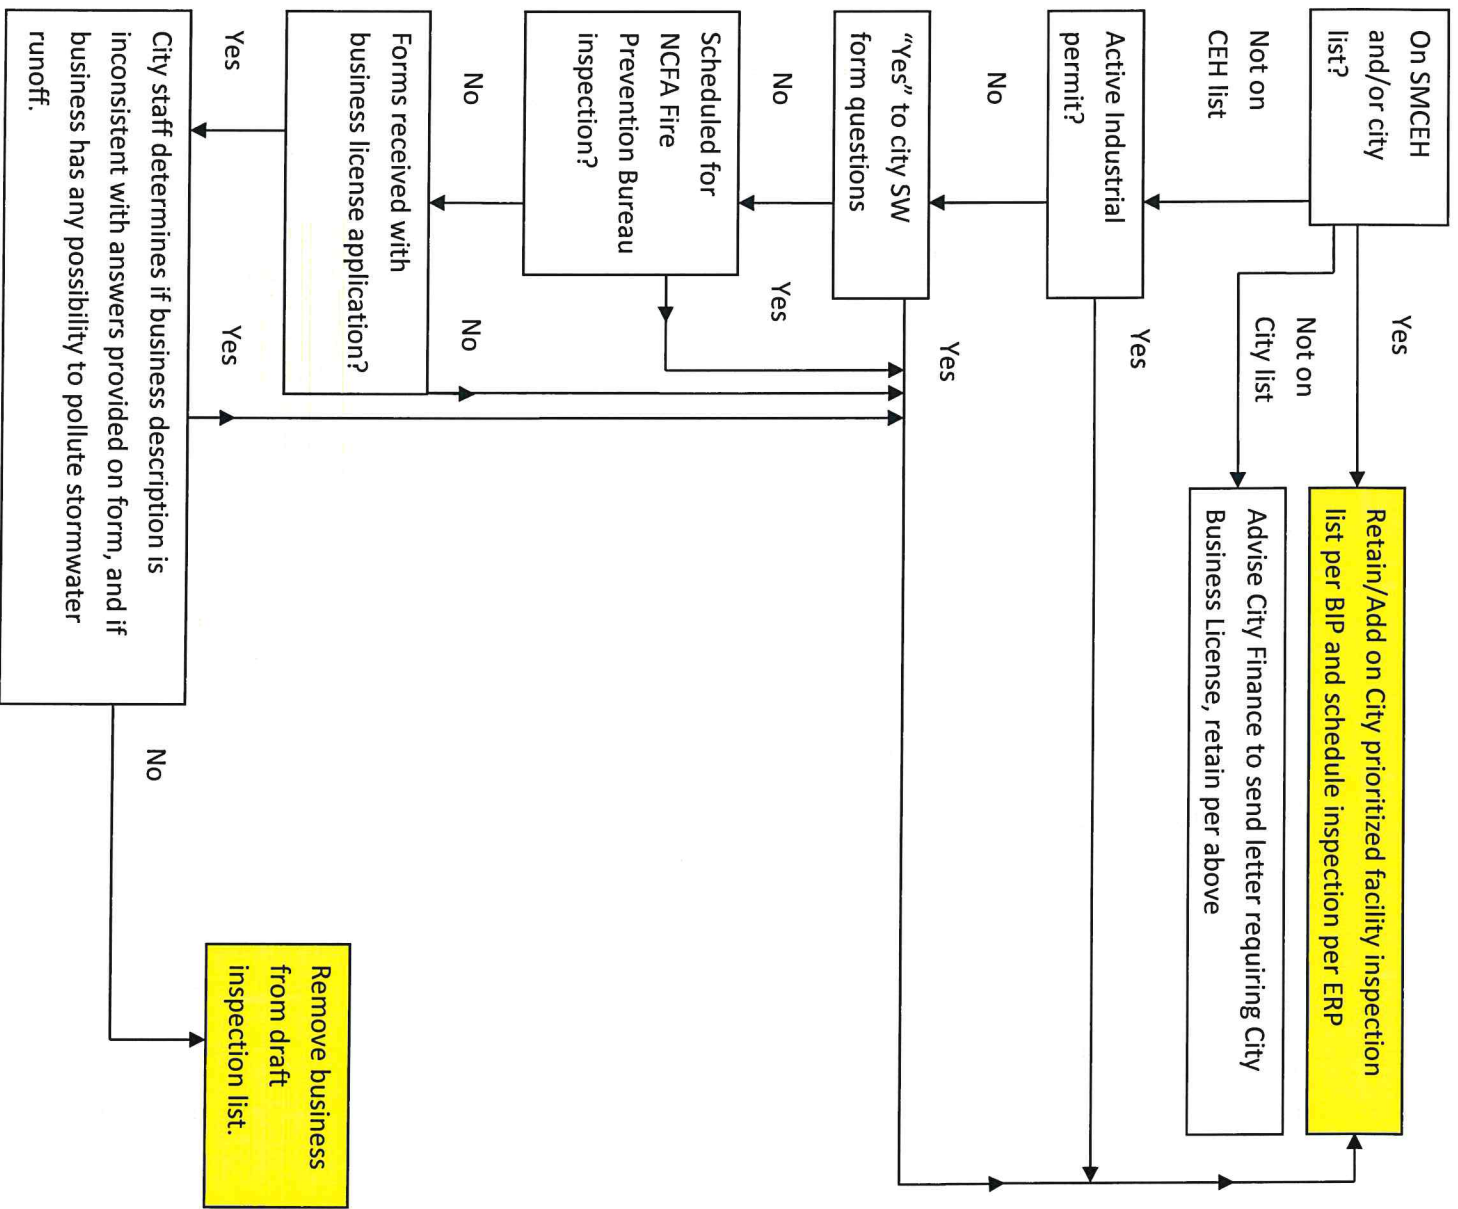 On SMCEH
and/or city
list?
Yes
Retain/Add on City prioritized facility inspection
list per BIP and schedule inspection per ERP
Not on
CEH list
Not on
City list
Advise City Finance to send letter requiring City
Business License, retain per above
Active Industrial
permit?
Yes
No
“Yes” to city SW
form questions
Yes
No
Scheduled for
NCFA Fire
Prevention Bureau
inspection?
Yes
No
Forms received with
business license application?
No
Yes
City staff determines if business description is
inconsistent with answers provided on form, and if
business has any possibility to pollute stormwater
runoff.
Yes
No
Remove business
from draft
inspection list.